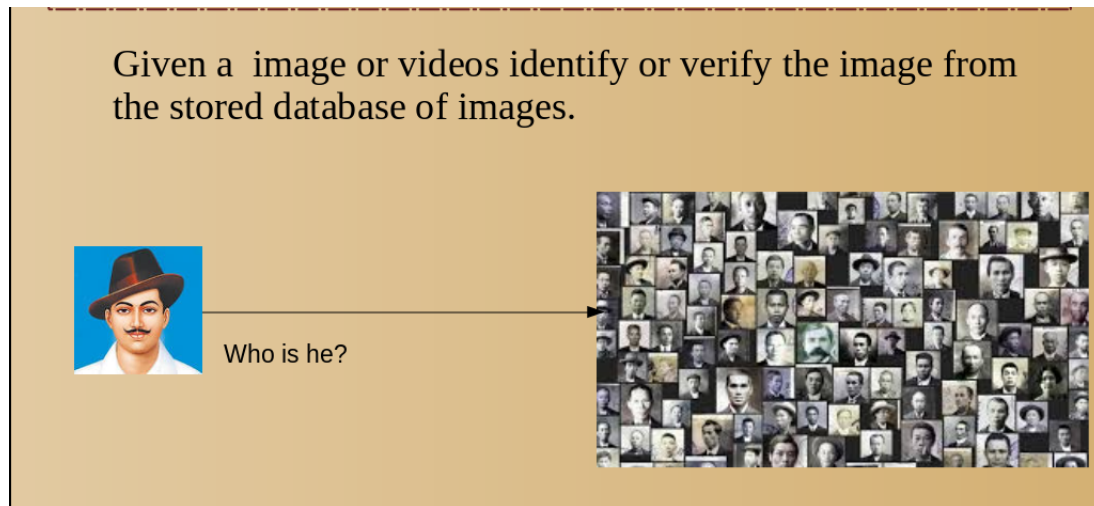 Given a  image or videos identify or verify the image from
the stored database of images.
Who is he?